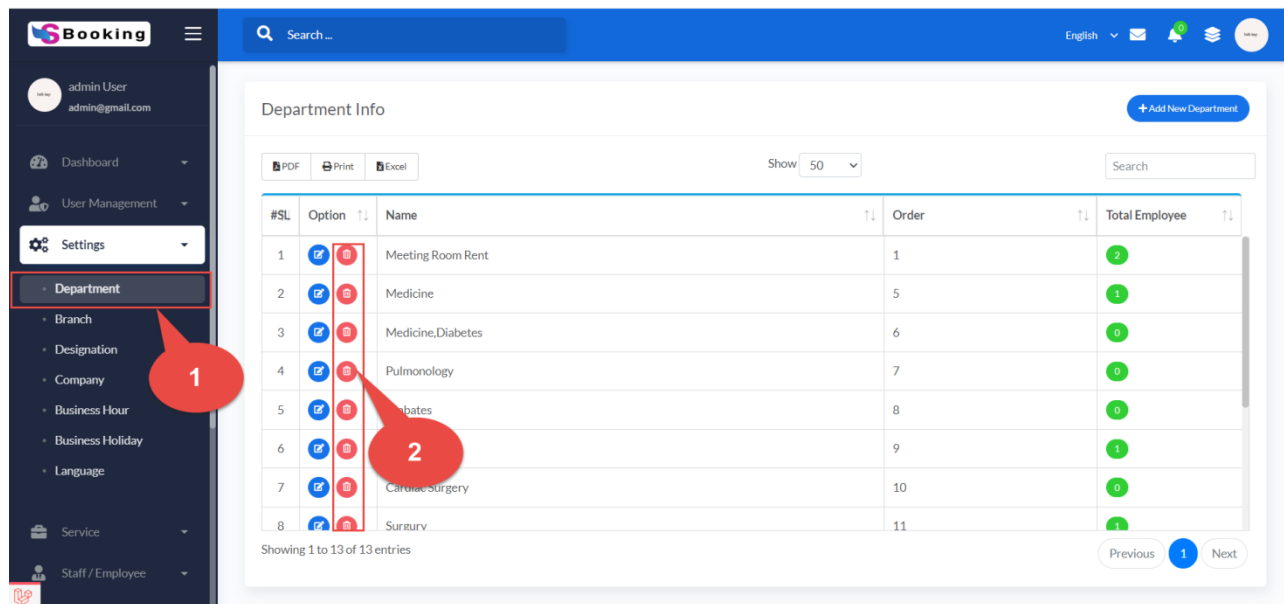 SBooking
Search ...
English
0
admin User
admin@gmail.com
Dashboard
User Management
Settings
Department
Branch
Designation
Company
Business Hour
Business Holiday
Language
Service
Staff / Employee
1
Department Info
+ Add New Department
PDF Print Excel
Show 50
Search
#SL Option Name Order Total Employee
1 Meeting Room Rent 1 2
2 Medicine 5 1
3 Medicine,Diabetes 6 0
4 Pulmonology 7 0
5 8 0
6 9 1
7 Cardiac Surgery 10 0
8 Surgury 11 1
2
Showing 1 to 13 of 13 entries
Previous 1 Next